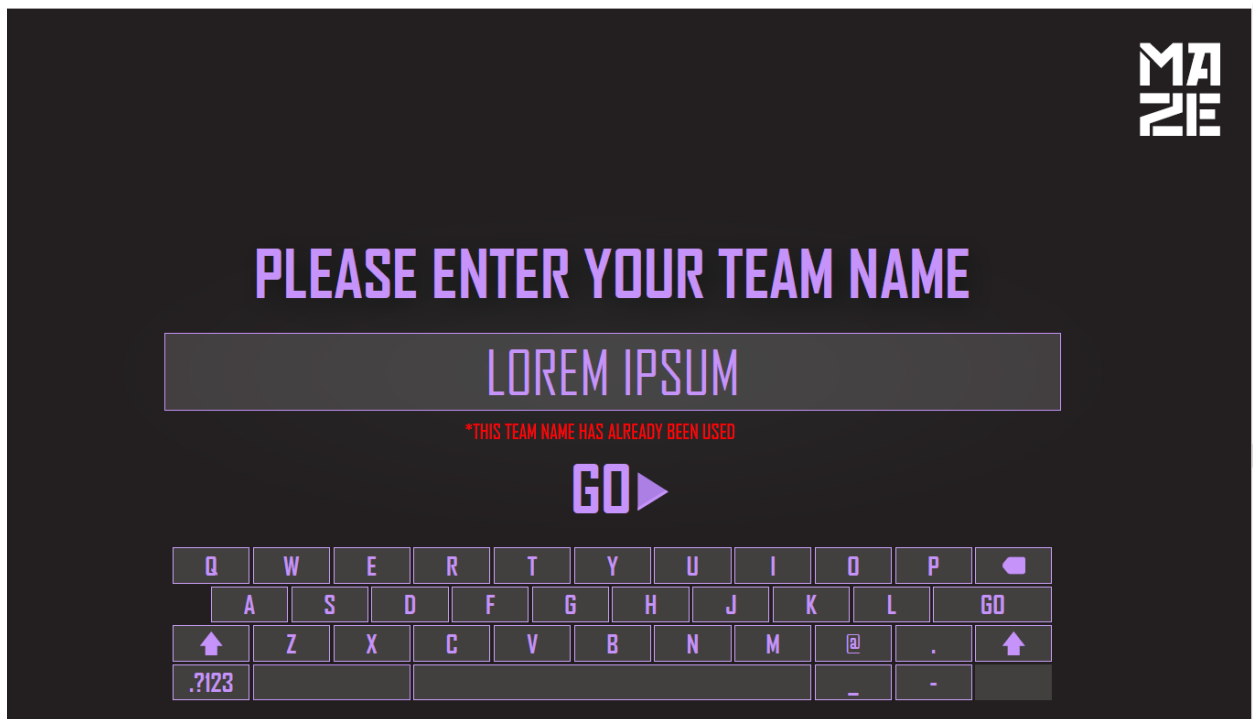 MA
ZE
PLEASE ENTER YOUR TEAM NAME
LOREM IPSUM
*THIS TEAM NAME HAS ALREADY BEEN USED
GO
Q W E R T Y U I O P
A S D F G H J K L GO
Z X C V B N M @ .
.?123 _ -